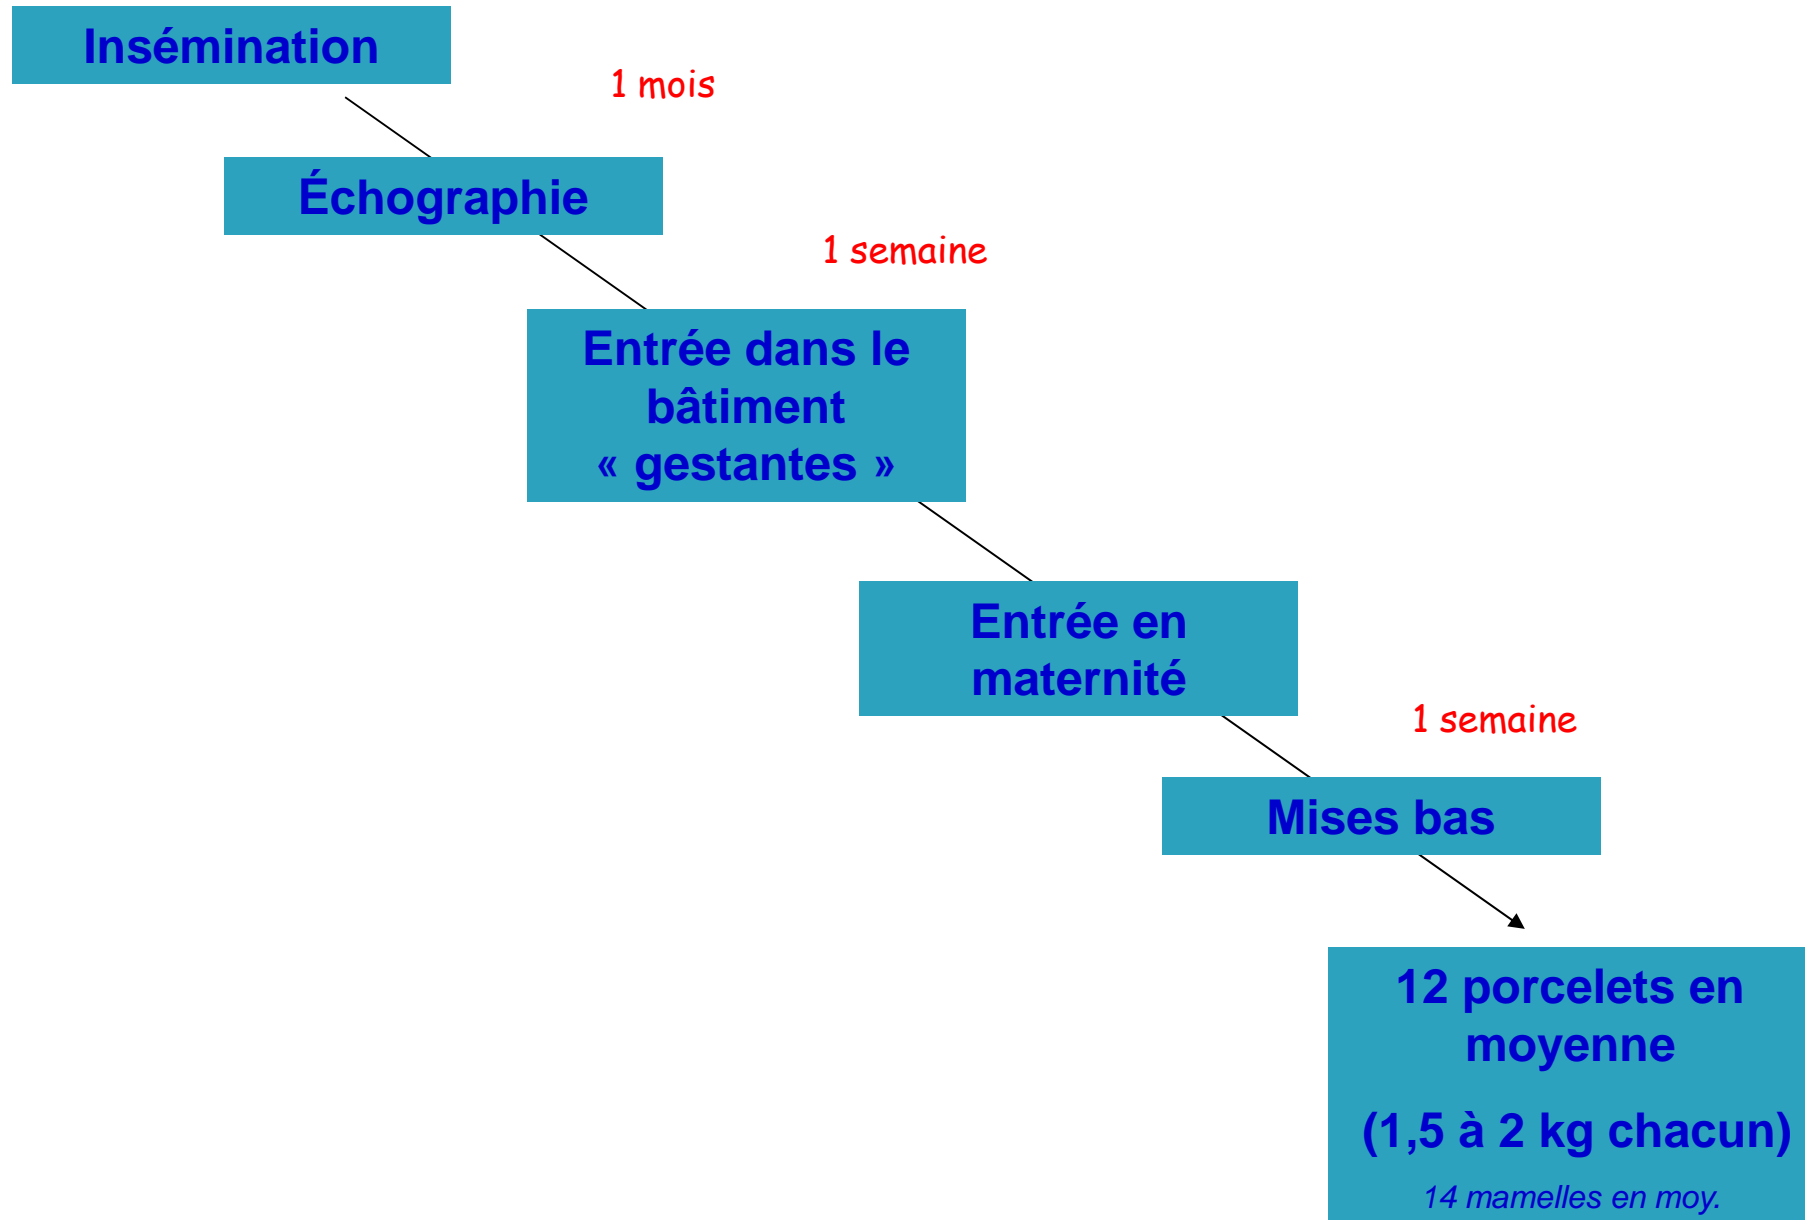 Insémination
1 mois
Échographie
1 semaine
Entrée dans le
bâtiment
« gestantes »
Entrée en
maternité
1 semaine
Mises bas
12 porcelets en
moyenne
(1,5 à 2 kg chacun)
14 mamelles en moy.